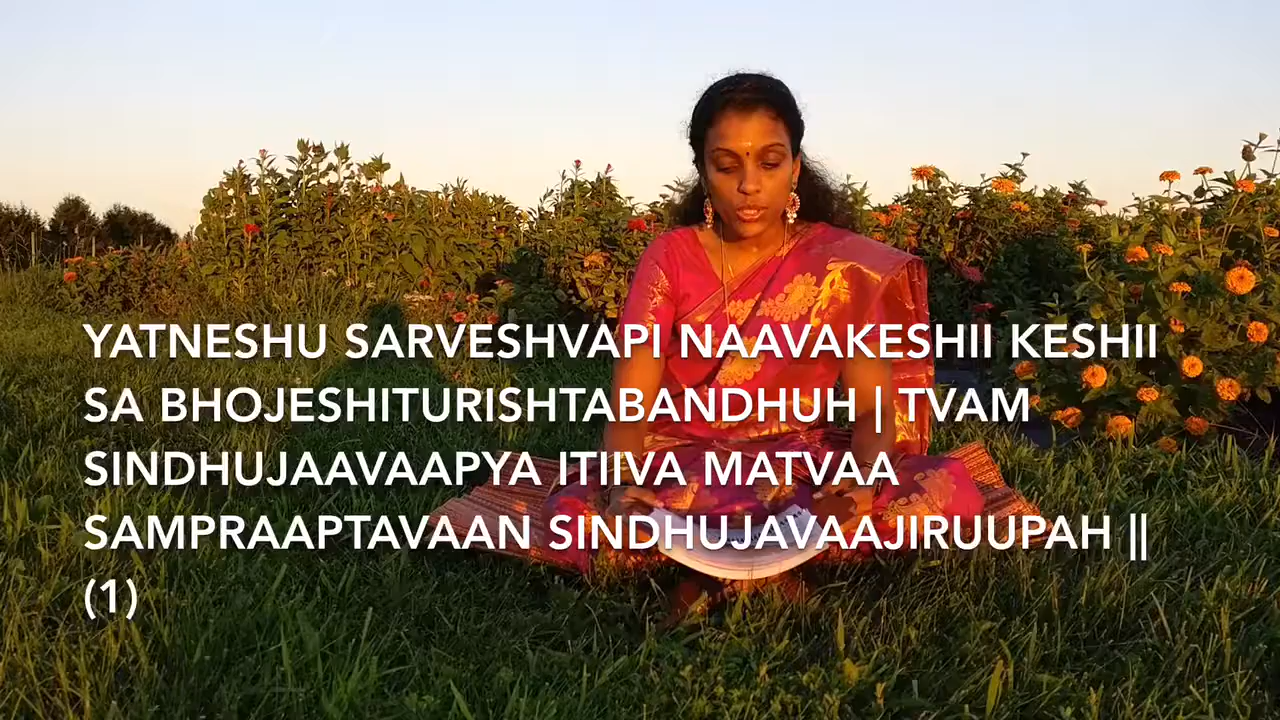 YATNESHU SARVESHVAPI NAAVAKESHII KESHII
SA BHOJESHITURISHTABANDHUH | TVAM
SINDHUJAAVAAPYA ITIIVA MATVAA
SAMPRAAPTAVAAN SINDHUJAVAAJIRUUPAH ||
(1)